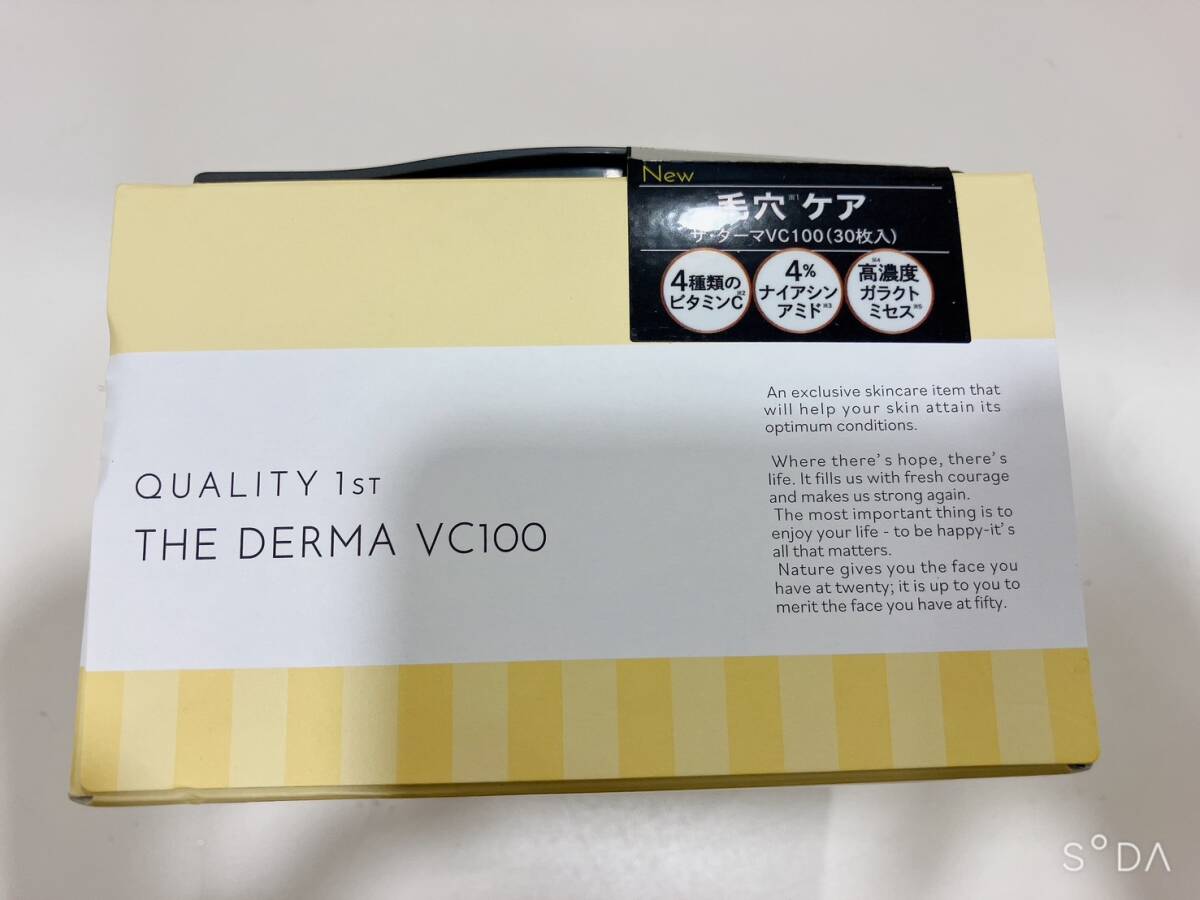 New
毛穴※1ケア
ザ・ダーマVC100(30枚入)
4種類の
ビタミンC※2
4%
ナイアシン
アミド※3
※4
高濃度
ガラクト
ミセス※5
An exclusive skincare item that
will help your skin attain its
optimum conditions.
Where there's hope, there's
life. It fills us with fresh courage
and makes us strong again.
The most important thing is to
enjoy your life - to be happy-it's
all that matters.
Nature gives you the face you
have at twenty; it is up to you to
merit the face you have at fifty.
QUALITY 1ST
THE DERMA VC100
SODA